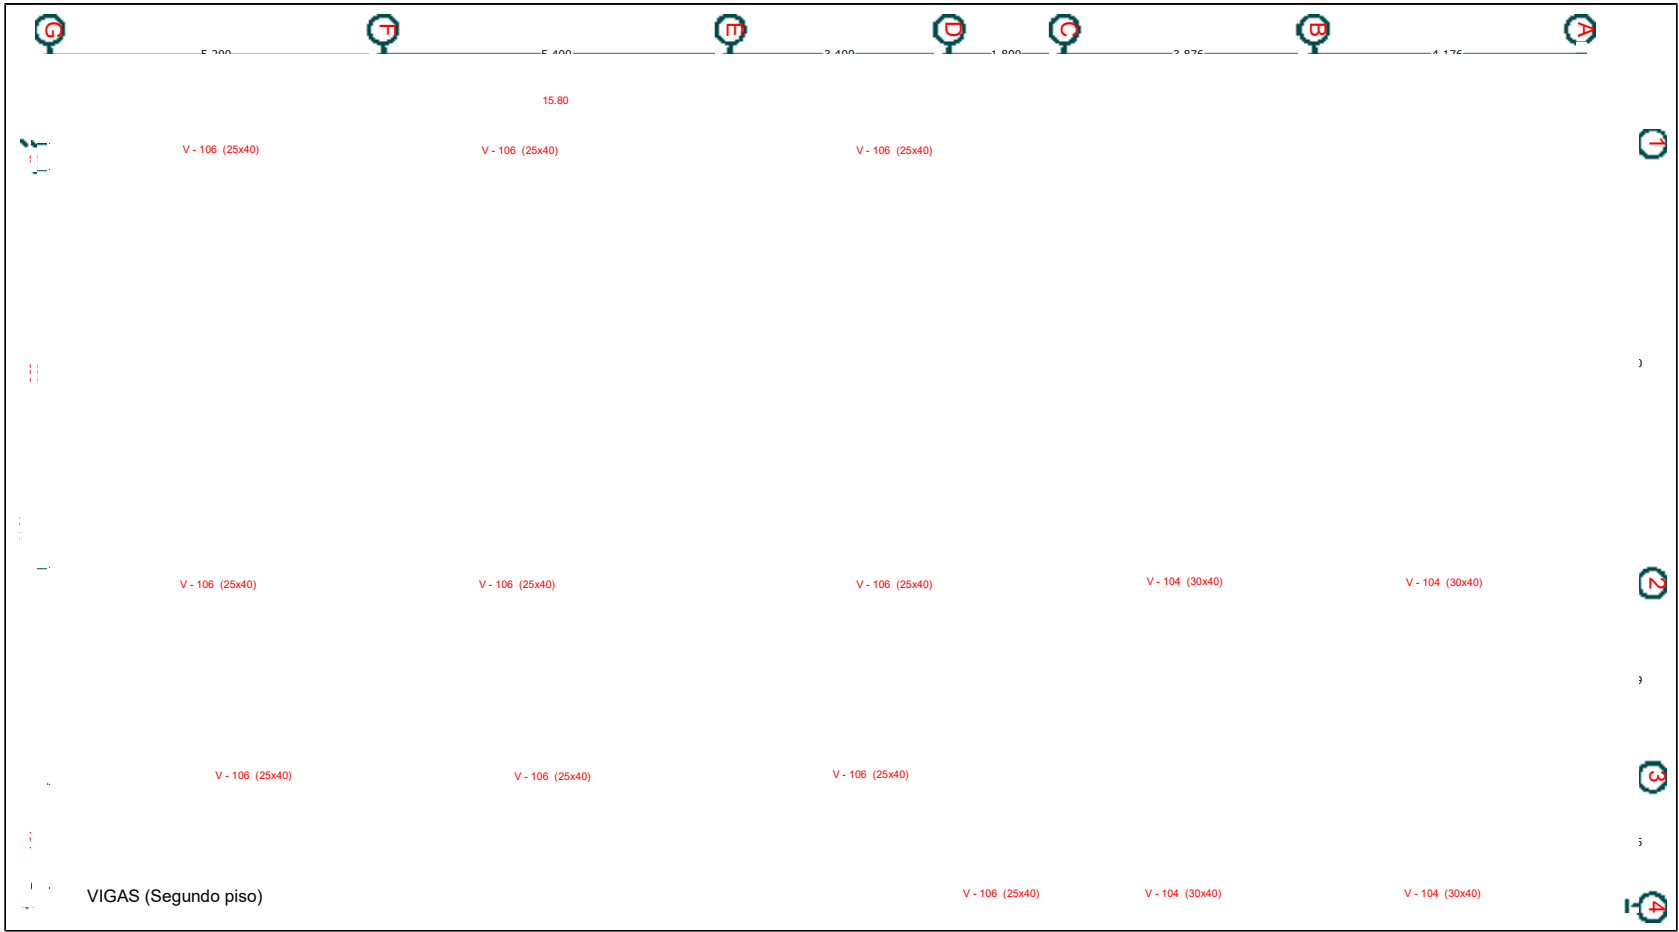 G F E D C B A
15.80
V - 106 (25x40) V - 106 (25x40) V - 106 (25x40)
1
V - 106 (25x40) V - 106 (25x40) V - 106 (25x40) V - 104 (30x40) V - 104 (30x40)
2
V - 106 (25x40) V - 106 (25x40) V - 106 (25x40)
3
VIGAS (Segundo piso)
V - 106 (25x40) V - 104 (30x40) V - 104 (30x40)
4